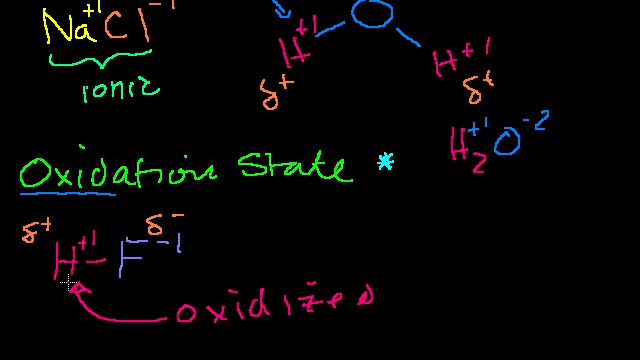 Na⁺¹Cl⁻¹
ionic
H⁺¹ O H⁺¹
δ⁺ δ⁺
H₂⁺¹O⁻²
Oxidation State *
δ⁺ δ⁻
H⁺¹-F⁻¹
oxidized